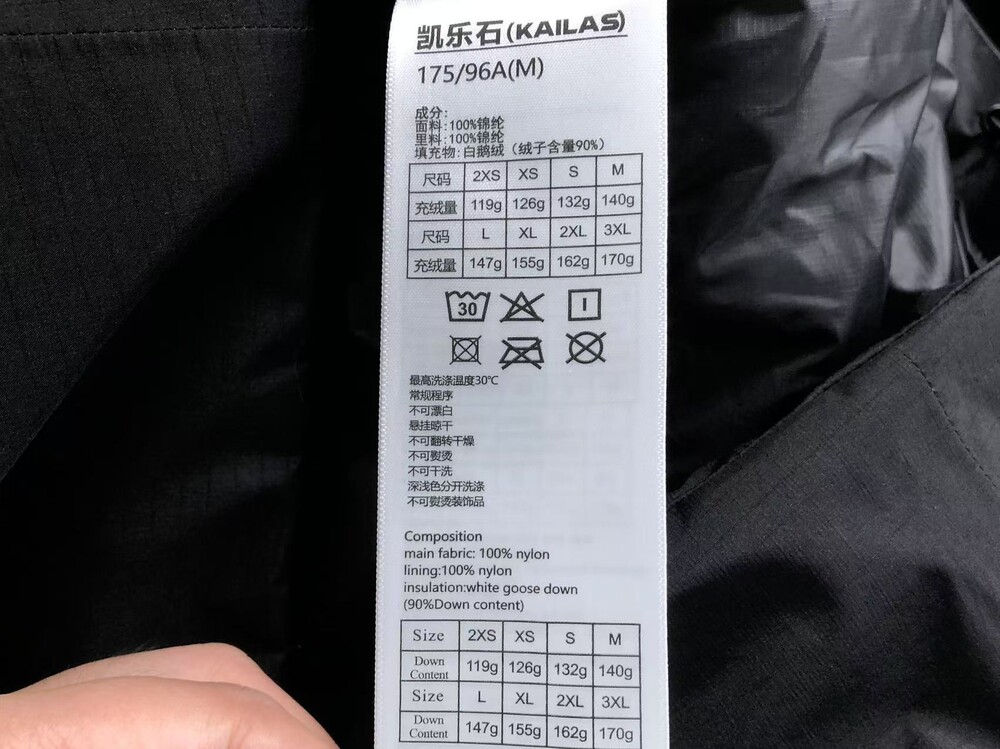 凯乐石(KAILAS)
175/96A(M)
成分:
面料:100%锦纶
里料:100%锦纶
填充物:白鹅绒（绒子含量90%）
尺码 2XS XS S M
充绒量 119g 126g 132g 140g
尺码 L XL 2XL 3XL
充绒量 147g 155g 162g 170g
30
最高洗涤温度30℃
常规程序
不可漂白
悬挂晾干
不可翻转干燥
不可熨烫
不可干洗
深浅色分开洗涤
不可熨烫装饰品
Composition
main fabric: 100% nylon
lining:100% nylon
insulation:white goose down
(90%Down content)
Size 2XS XS S M
Down Content 119g 126g 132g 140g
Size L XL 2XL 3XL
Down Content 147g 155g 162g 170g